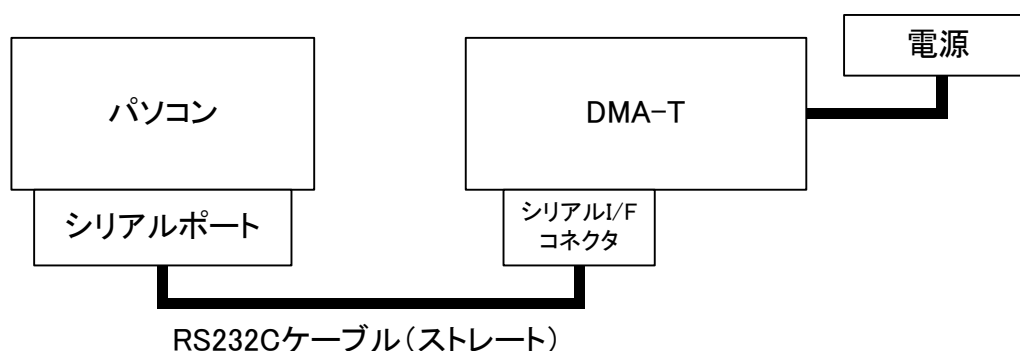 電源
パソコン
DMA-T
シリアルポート
シリアルI/F
コネクタ
RS232Cケーブル(ストレート)